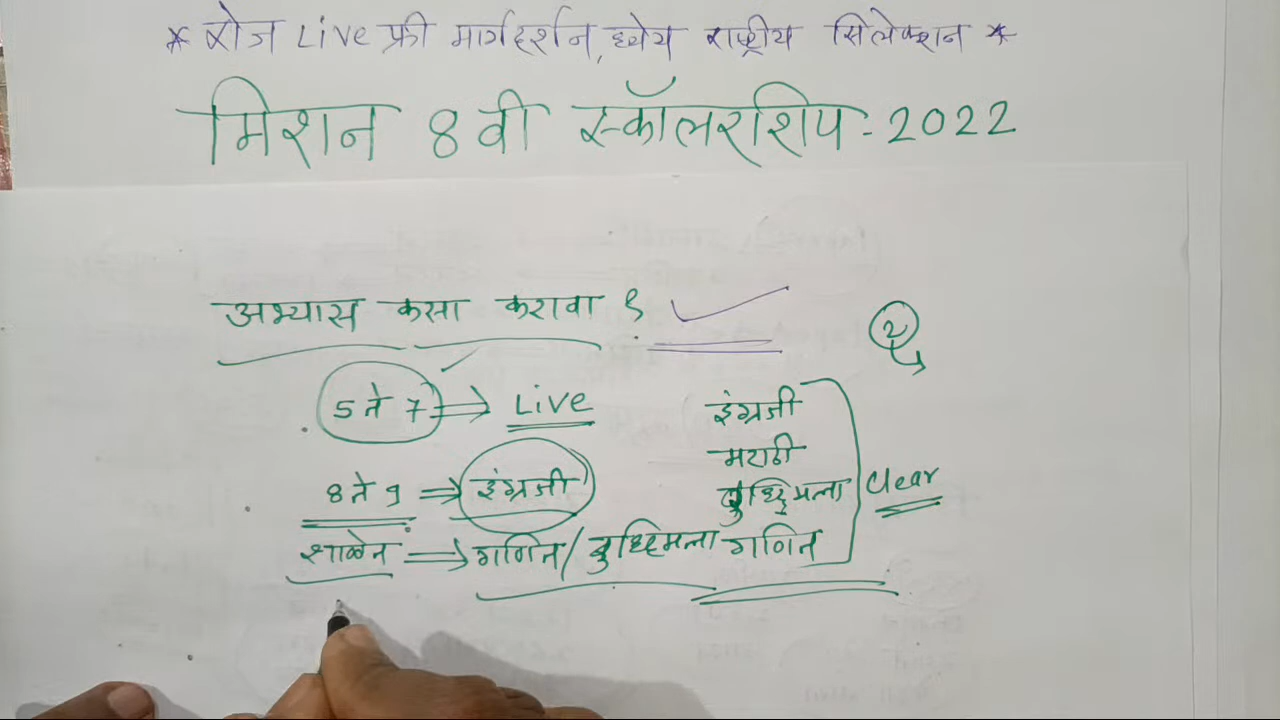 * रोज Live फ्री मार्गदर्शन, ध्येय राष्ट्रीय सिलेक्शन *
मिशन 8 वी स्कॉलरशिप - 2022
अभ्यास कसा करावा ?
2
5 ते 7 ⇒ Live
8 ते 9 ⇒ इंग्रजी
शाळेत ⇒ गणित / बुध्दिमत्ता
इंग्रजी
मराठी
बुध्दिमत्ता
गणित
Clear